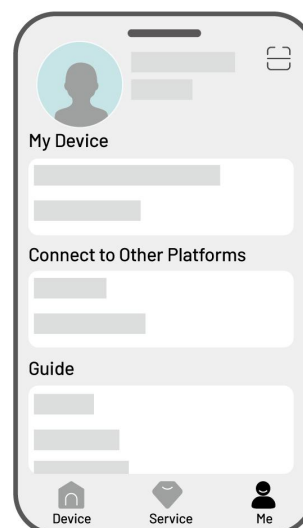 My Device
Connect to Other Platforms
Guide
Device
Service
Me